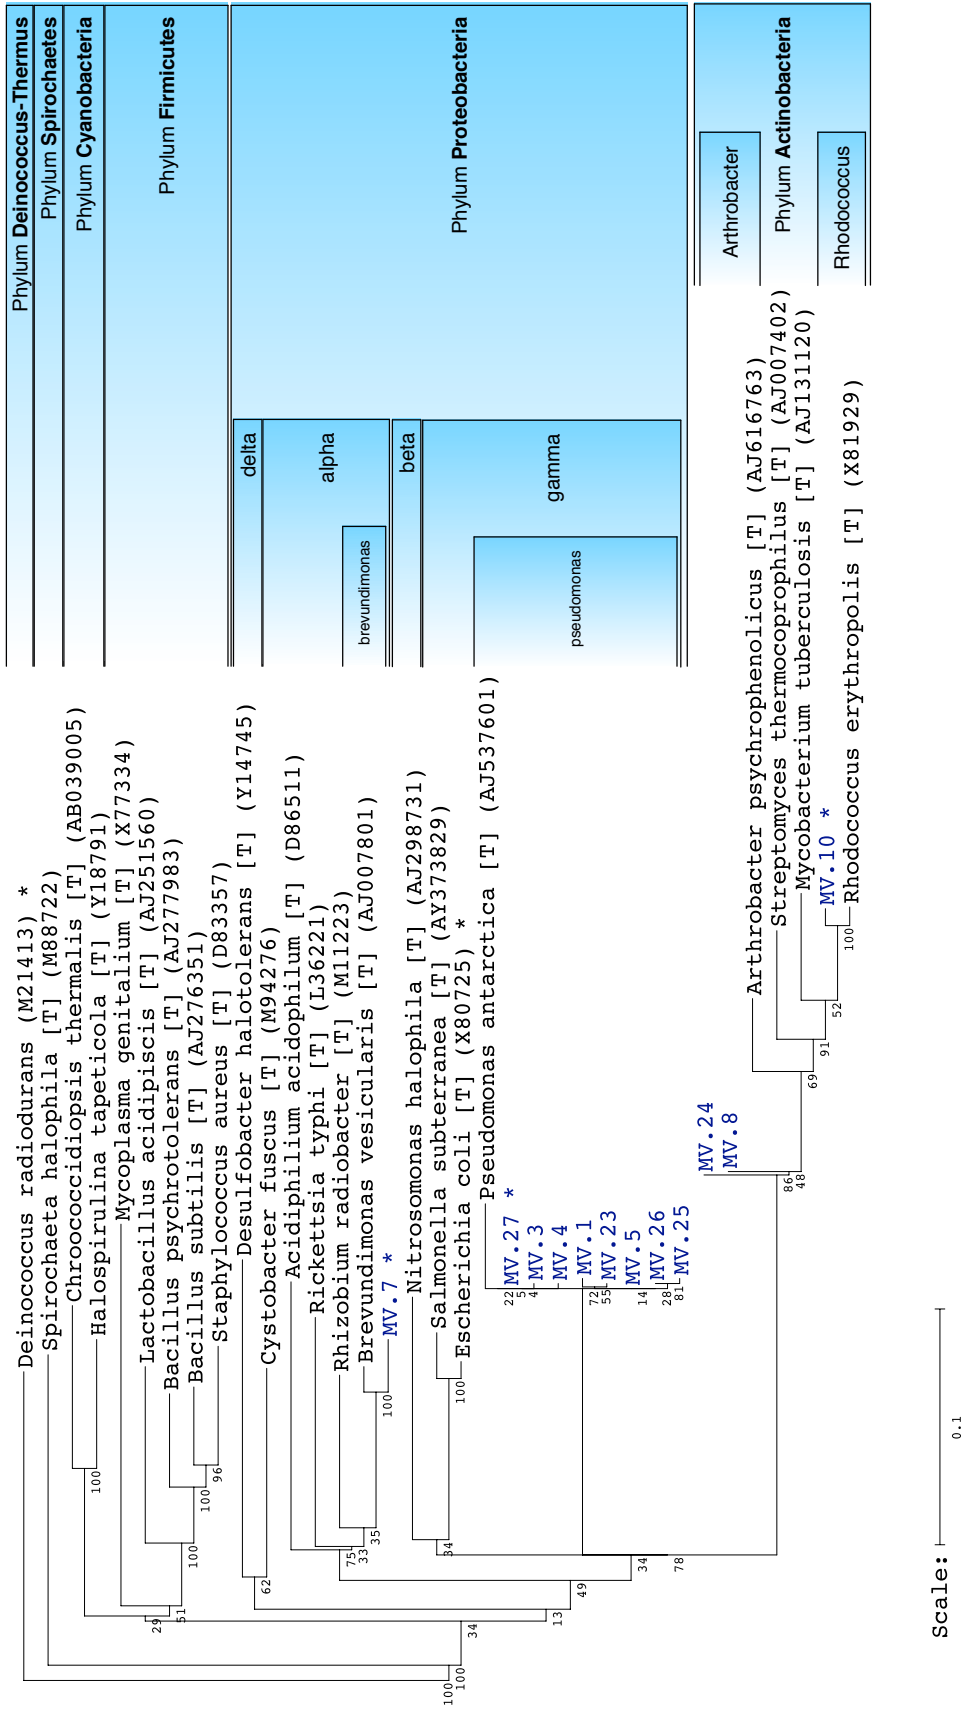 Phylum Deinococcus-Thermus
Phylum Spirochaetes
Phylum Cyanobacteria
Phylum Firmicutes
Phylum Proteobacteria
delta
alpha
brevundimonas
beta
gamma
pseudomonas
Phylum Actinobacteria
Arthrobacter
Rhodococcus
Deinococcus radiodurans (M21413) *
Spirochaeta halophila [T] (M88722)
Chrococcidiopsis thermalis [T] (AB039005)
Halospirulina tapeticola [T] (Y18791)
Mycoplasma genitalium [T] (X77334)
Lactobacillus acidipiscis [T] (AJ251560)
Bacillus psychrotolerans [T] (AJ277983)
Bacillus subtilis [T] (AJ276351)
Staphylococcus aureus [T] (D83357)
Desulfobacter halotolerans [T] (Y14745)
Cystobacter fuscus [T] (M94276)
Acidiphilium acidophilum [T] (D86511)
Rickettsia typhi [T] (L36221)
Rhizobium radiobacter [T] (M11223)
Brevundimonas vesicularis [T] (AJ007801)
MV.7 *
Nitrosomonas halophila [T] (AJ298731)
Salmonella subterranea [T] (AY373829)
Escherichia coli [T] (X80725) *
Pseudomonas antarctica [T] (AJ537601)
MV.27 *
MV.3
MV.4
MV.1
MV.23
MV.5
MV.26
MV.25
MV.24
MV.8
Arthrobacter psychrophenolicus [T] (AJ616763)
Streptomyces thermocoprophilus [T] (AJ007402)
Mycobacterium tuberculosis [T] (AJ131120)
MV.10 *
Rhodococcus erythropolis [T] (X81929)
100
29
51
100
100
96
62
75
33
35
100
34
100
22
5
4
72
55
14
28
81
86
48
69
91
52
100
100
100
34
13
49
34
78
Scale:
0.1